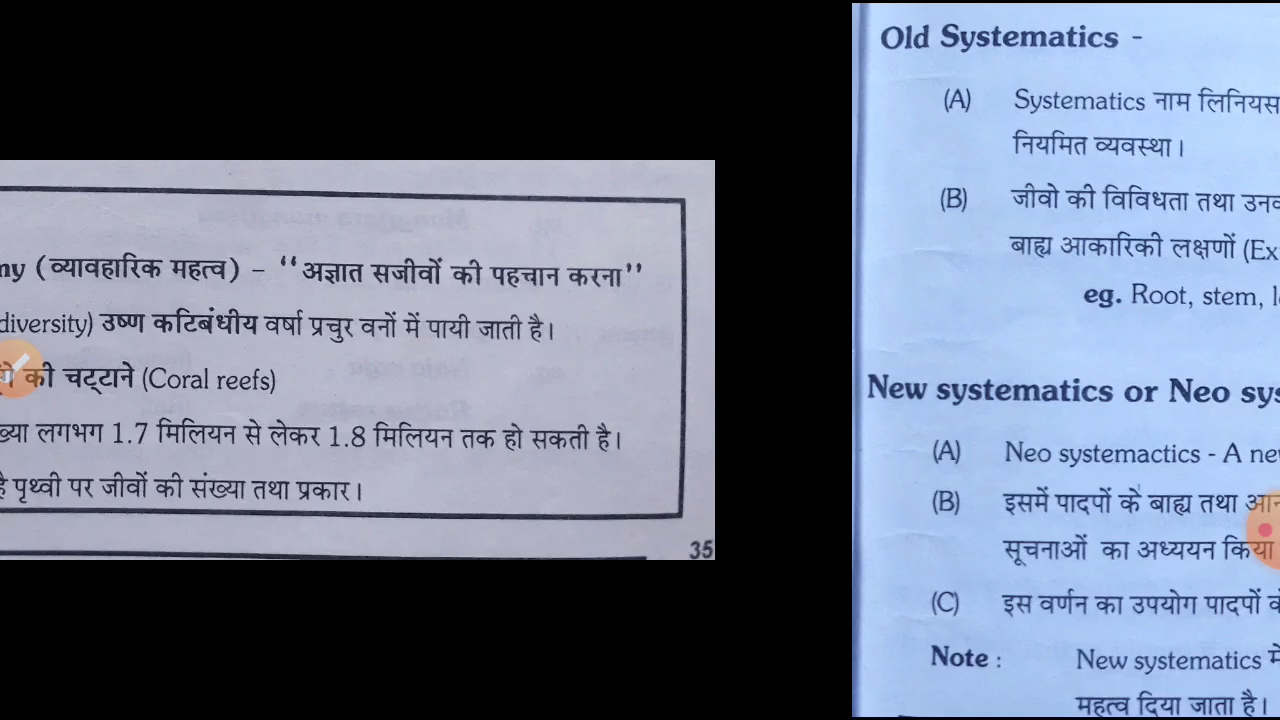 (व्यावहारिक महत्व) – ‘‘अज्ञात सजीवों की पहचान करना’’
diversity) उष्ण कटिबंधीय वर्षा प्रचुर वनों में पायी जाती है।
की चट्टाने (Coral reefs)
लगभग 1.7 मिलियन से लेकर 1.8 मिलियन तक हो सकती है।
पृथ्वी पर जीवों की संख्या तथा प्रकार।
35
Old Systematics -
(A) Systematics नाम लिनियस
नियमित व्यवस्था।
(B) जीवो की विविधता तथा
बाह्य आकारिकी लक्षणों (Ex
eg. Root, stem,
New systematics or Neo sys
(A) Neo systemactics - A
(B) इसमें पादपों के बाह्य तथा
सूचनाओं का अध्ययन किया
(C) इस वर्णन का उपयोग पादपों
Note : New systematics में
महत्व दिया जाता है।